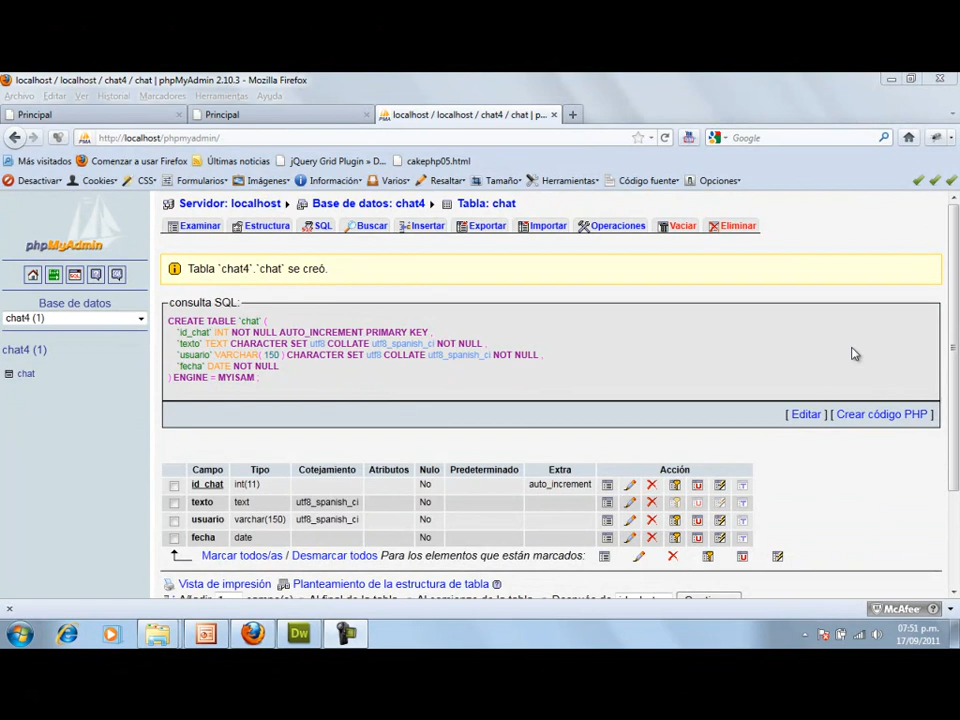 localhost / localhost / chat4 / chat | phpMyAdmin 2.10.3 - Mozilla Firefox
Archivo Editar Ver Historial Marcadores Herramientas Ayuda
Principal Principal localhost / localhost / chat4 / chat | p...
http://localhost/phpmyadmin/ Google
Más visitados Comenzar a usar Firefox Últimas noticias jQuery Grid Plugin » D... cakephp05.html
Desactivar Cookies CSS Formularios Imágenes Información Varios Resaltar Tamaño Herramientas Código fuente Opciones
phpMyAdmin
Base de datos
chat4 (1)
chat4 (1)
chat
Servidor: localhost Base de datos: chat4 Tabla: chat
Examinar Estructura SQL Buscar Insertar Exportar Importar Operaciones Vaciar Eliminar
Tabla `chat4`.`chat` se creó.
consulta SQL:
CREATE TABLE `chat` (
`id_chat` INT NOT NULL AUTO_INCREMENT PRIMARY KEY ,
`texto` TEXT CHARACTER SET utf8 COLLATE utf8_spanish_ci NOT NULL ,
`usuario` VARCHAR( 150 ) CHARACTER SET utf8 COLLATE utf8_spanish_ci NOT NULL ,
`fecha` DATE NOT NULL
) ENGINE = MYISAM ;
[ Editar ] [ Crear código PHP ]
Campo Tipo Cotejamiento Atributos Nulo Predeterminado Extra Acción
id_chat int(11) No auto_increment
texto text utf8_spanish_ci No
usuario varchar(150) utf8_spanish_ci No
fecha date No
Marcar todos/as / Desmarcar todos Para los elementos que están marcados:
Vista de impresión Planteamiento de la estructura de tabla
McAfee
Dw
07:51 p.m.
17/09/2011